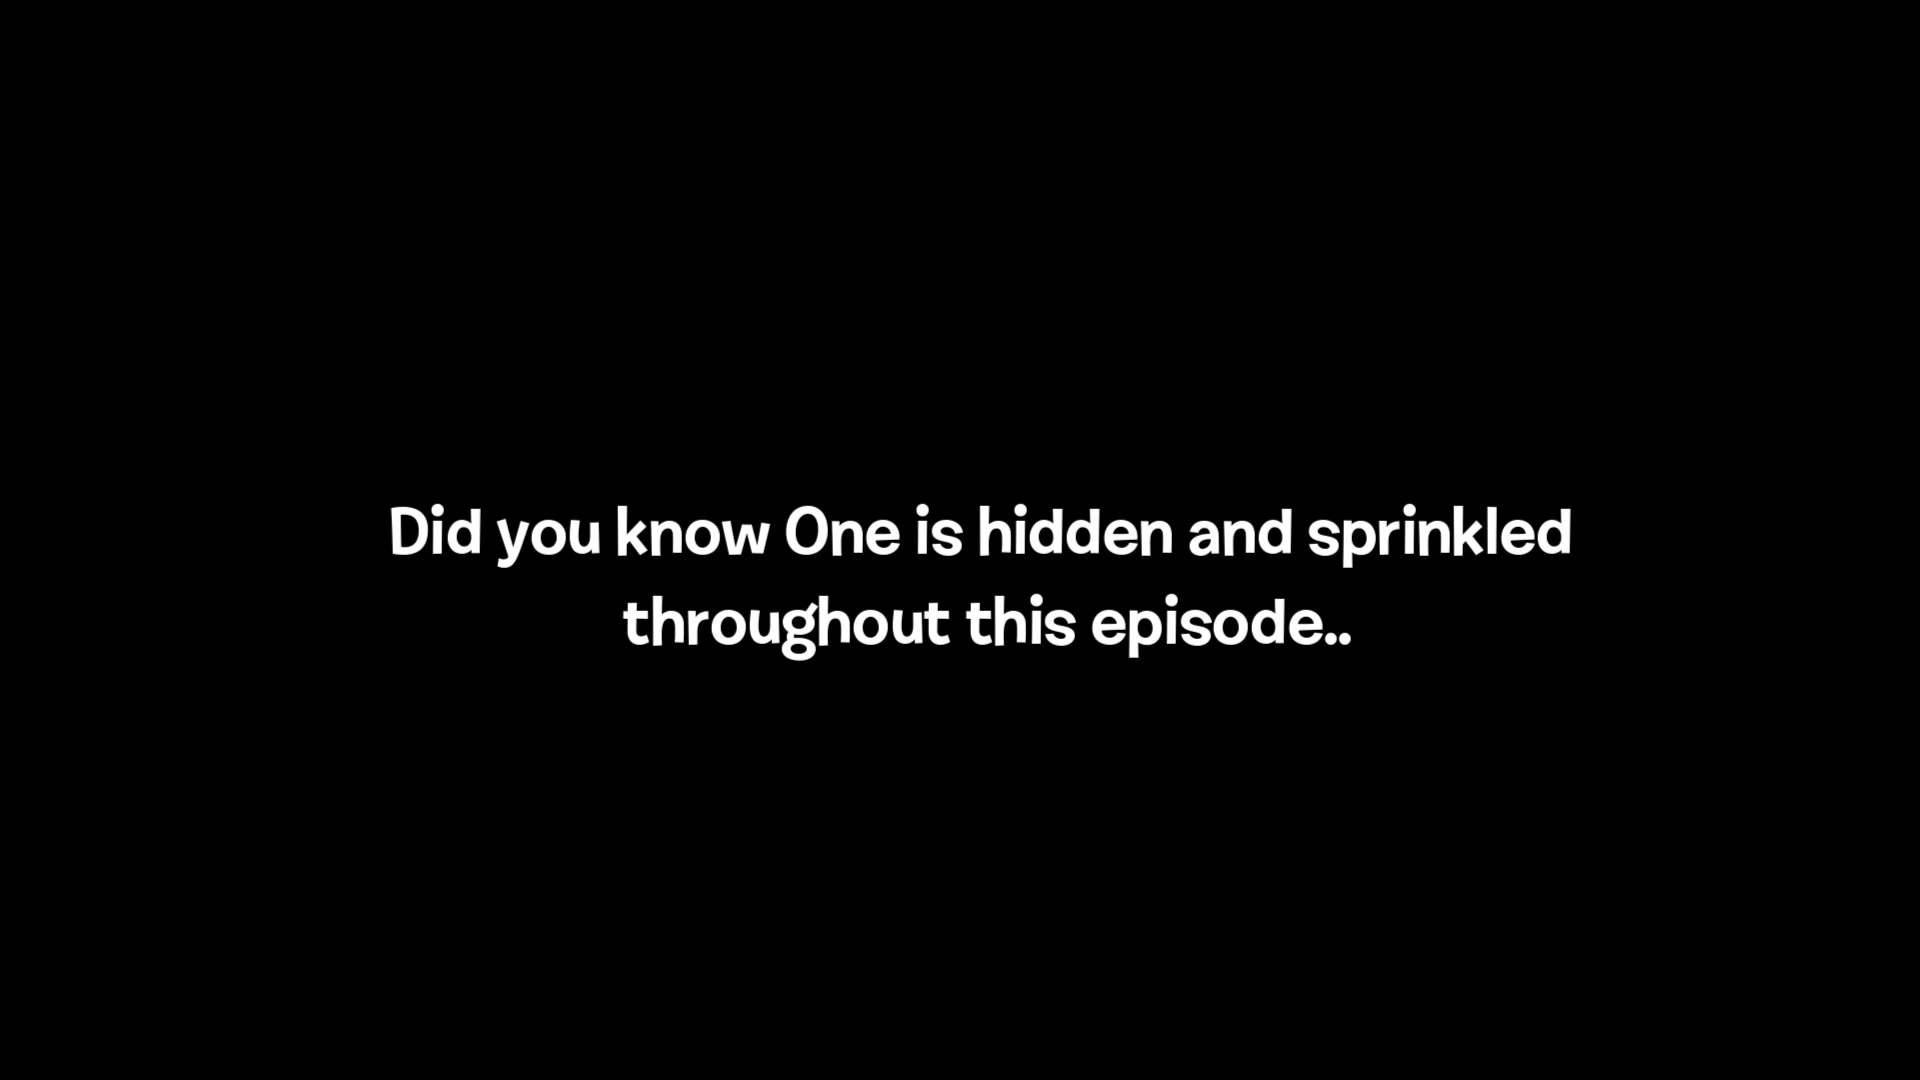 Did you know One is hidden and sprinkled
throughout this episode..